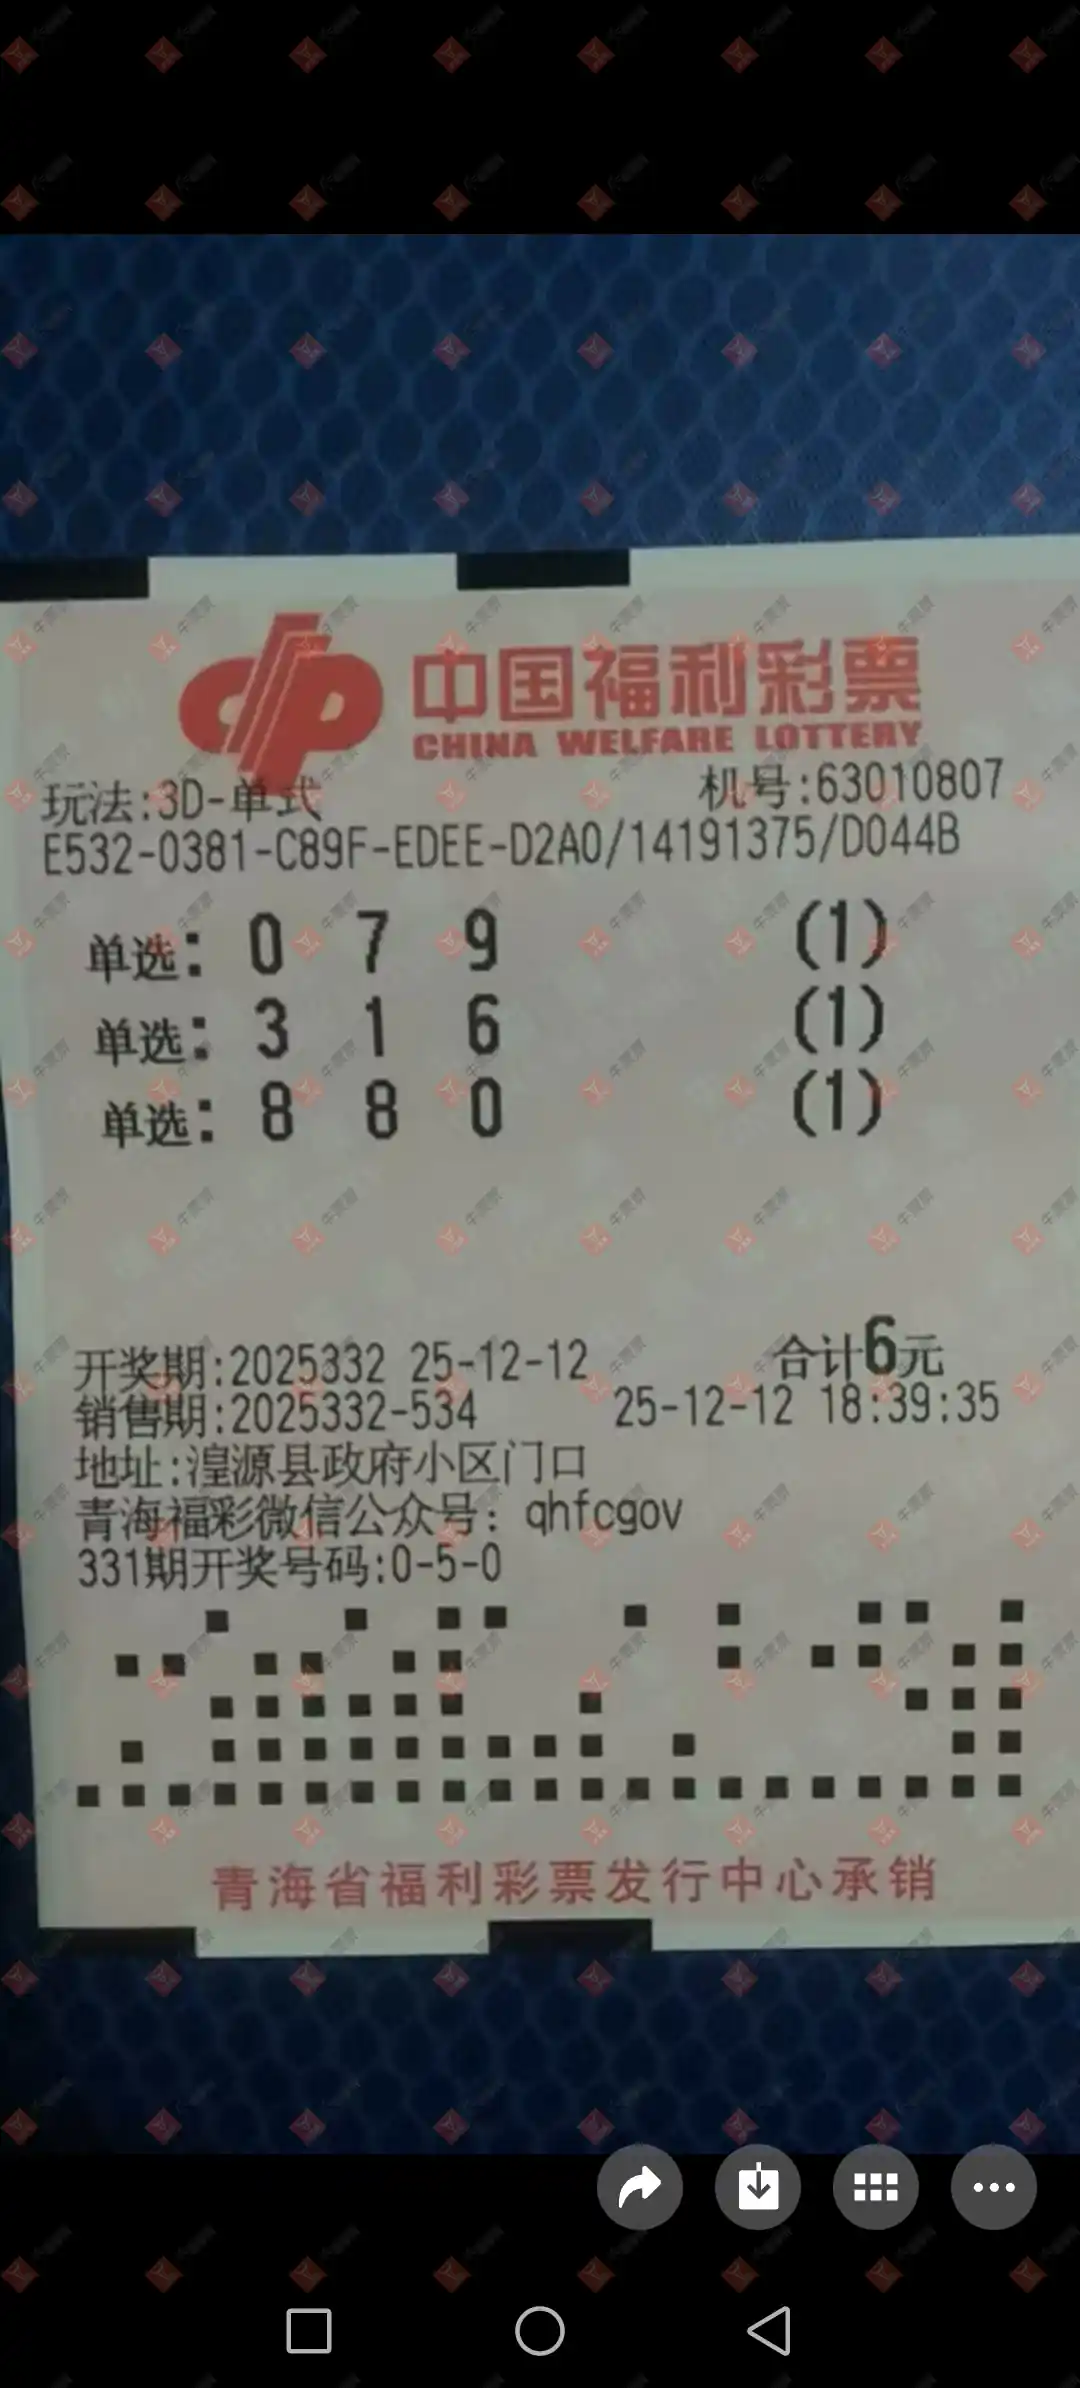 中国福利彩票
CHINA WELFARE LOTTERY
玩法:3D-单式 机号:63010807
E532-0381-C89F-EDEE-D2A0/14191375/D044B
单选: 0 7 9 (1)
单选: 3 1 6 (1)
单选: 8 8 0 (1)
开奖期:2025332 25-12-12 合计6元
销售期:2025332-534 25-12-12 18:39:35
地址:湟源县政府小区门口
青海福彩微信公众号: qhfcgov
331期开奖号码:0-5-0
青海省福利彩票发行中心承销